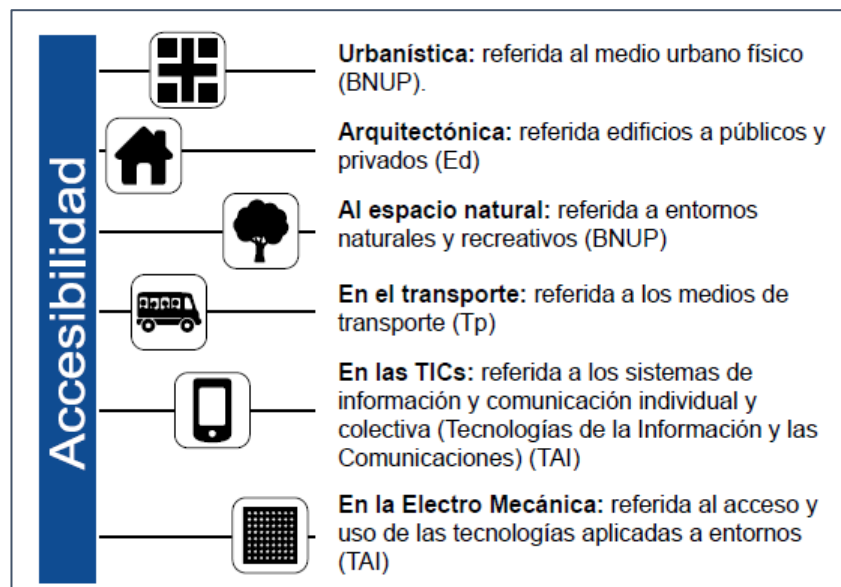 Accesibilidad
Urbanística: referida al medio urbano físico
(BNUP).
Arquitectónica: referida edificios a públicos y
privados (Ed)
Al espacio natural: referida a entornos
naturales y recreativos (BNUP)
En el transporte: referida a los medios de
transporte (Tp)
En las TICs: referida a los sistemas de
información y comunicación individual y
colectiva (Tecnologías de la Información y las
Comunicaciones) (TAI)
En la Electro Mecánica: referida al acceso y
uso de las tecnologías aplicadas a entornos
(TAI)